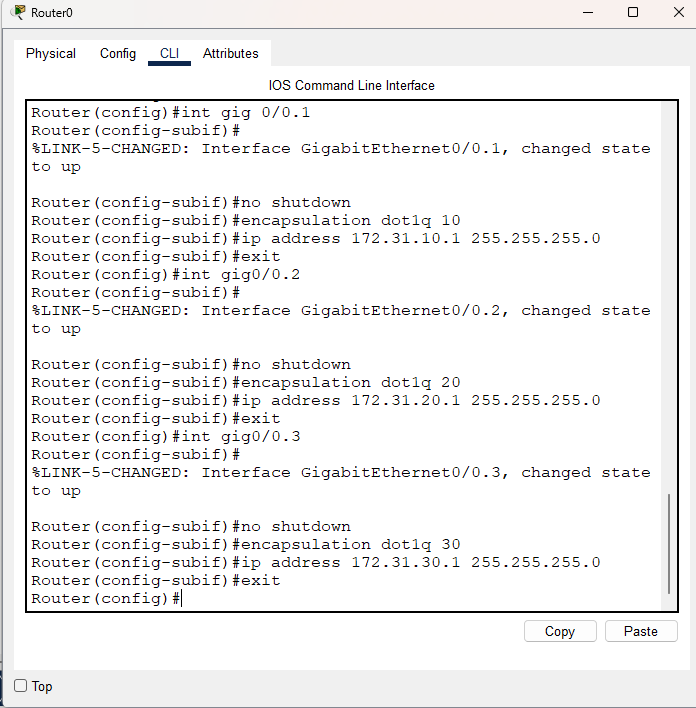 Router0
Physical
Config
CLI
Attributes
IOS Command Line Interface
Router(config)#int gig 0/0.1
Router(config-subif)#
%LINK-5-CHANGED: Interface GigabitEthernet0/0.1, changed state
to up
Router(config-subif)#no shutdown
Router(config-subif)#encapsulation dot1q 10
Router(config-subif)#ip address 172.31.10.1 255.255.255.0
Router(config-subif)#exit
Router(config)#int gig0/0.2
Router(config-subif)#
%LINK-5-CHANGED: Interface GigabitEthernet0/0.2, changed state
to up
Router(config-subif)#no shutdown
Router(config-subif)#encapsulation dot1q 20
Router(config-subif)#ip address 172.31.20.1 255.255.255.0
Router(config-subif)#exit
Router(config)#int gig0/0.3
Router(config-subif)#
%LINK-5-CHANGED: Interface GigabitEthernet0/0.3, changed state
to up
Router(config-subif)#no shutdown
Router(config-subif)#encapsulation dot1q 30
Router(config-subif)#ip address 172.31.30.1 255.255.255.0
Router(config-subif)#exit
Router(config)#
Copy
Paste
Top